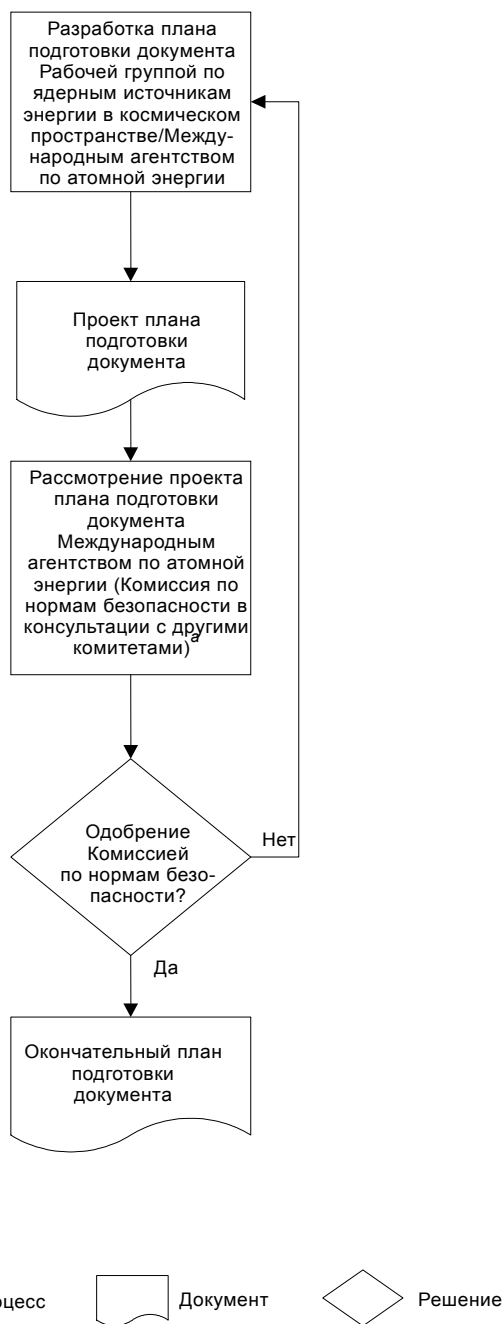 Разработка плана
подготовки документа
Рабочей группой по
ядерным источникам
энергии в космическом
пространстве/Между-
народным агентством
по атомной энергии
Проект плана
подготовки
документа
Рассмотрение проекта
плана подготовки
документа
Международным
агентством по атомной
энергии (Комиссия по
нормам безопасности в
консультации с другими
комитетами)а
Одобрение
Комиссией
по нормам безо-
пасности?
Нет
Да
Окончательный план
подготовки
документа
оцесс
Документ
Решение